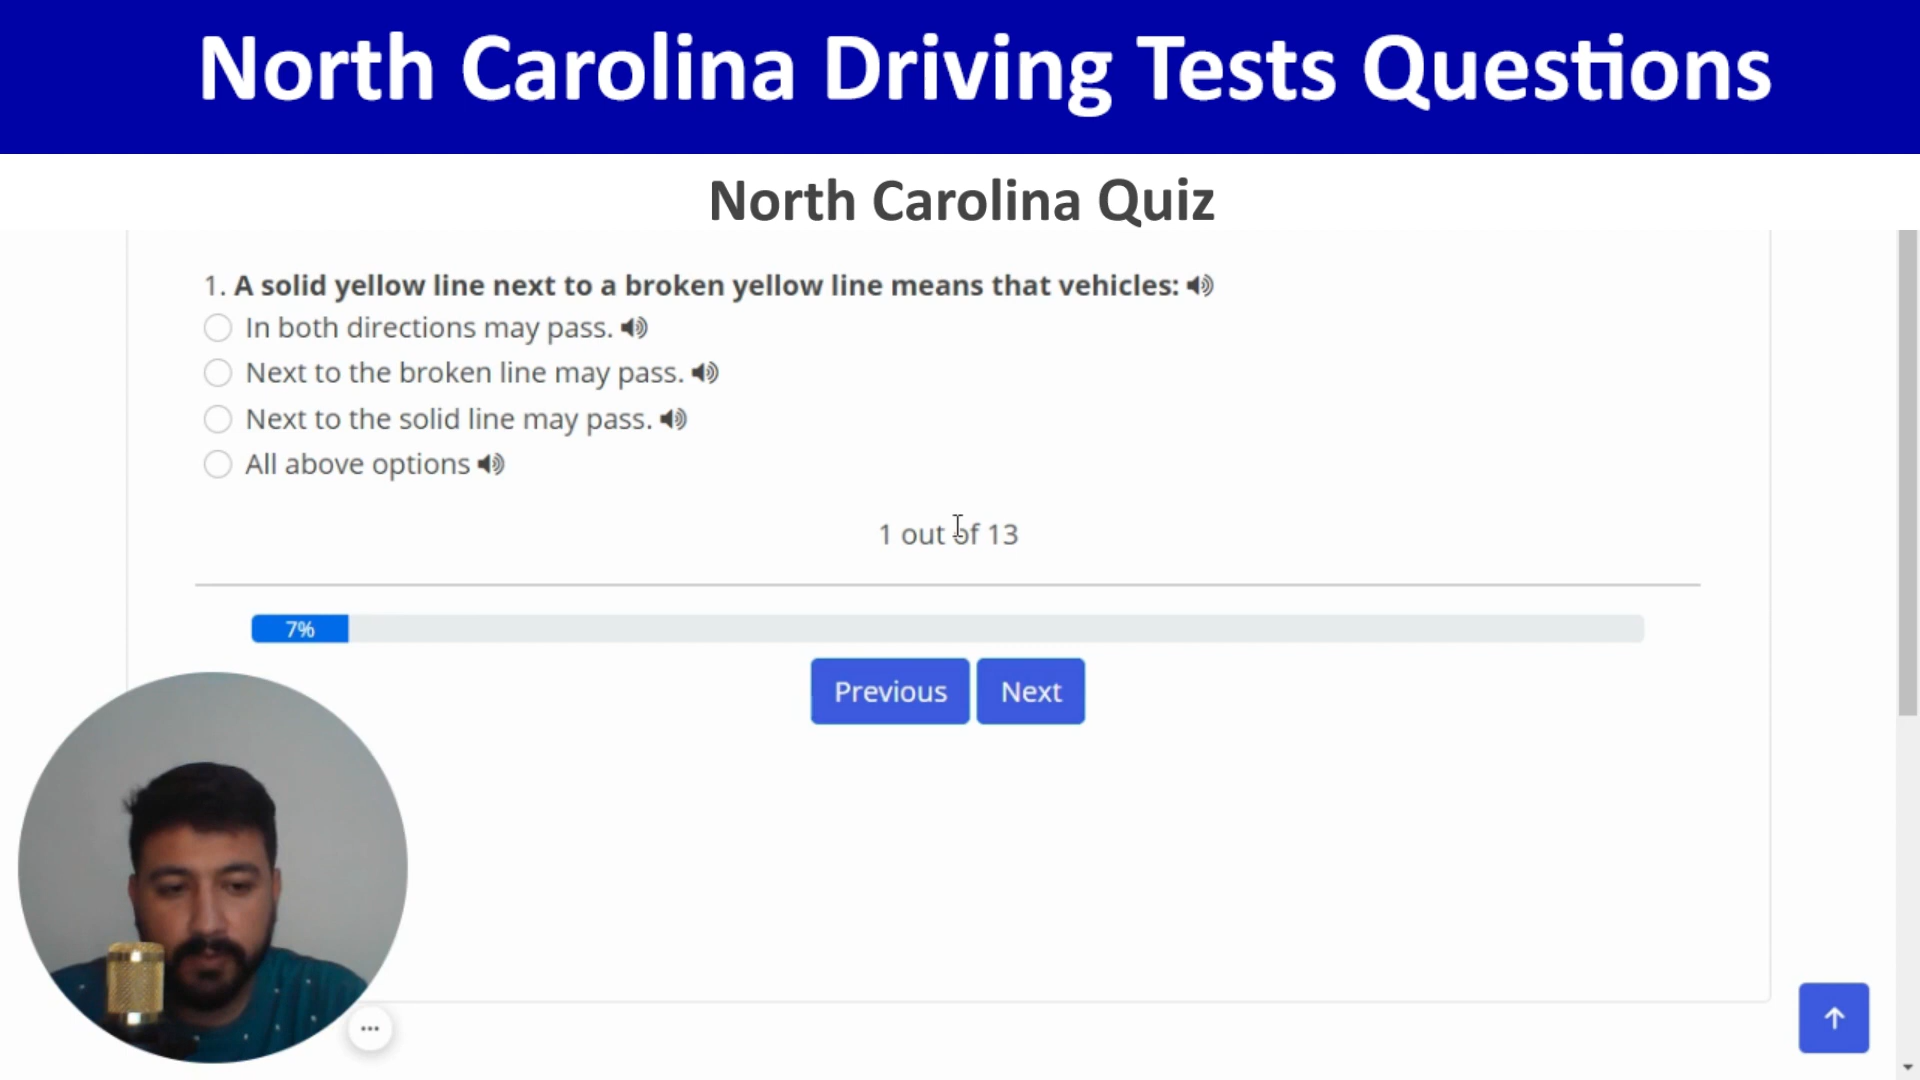 North Carolina Driving Tests Questions
North Carolina Quiz
1. A solid yellow line next to a broken yellow line means that vehicles:
In both directions may pass.
Next to the broken line may pass.
Next to the solid line may pass.
All above options
1 out of 13
7%
Previous Next